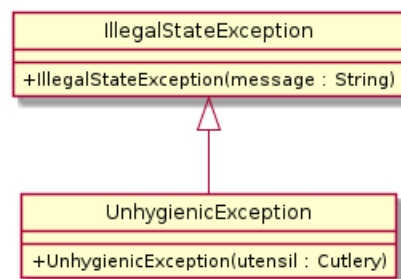 IllegalStateException
+IllegalStateException(message : String)
UnhygienicException
+UnhygienicException(utensil : Cutlery)